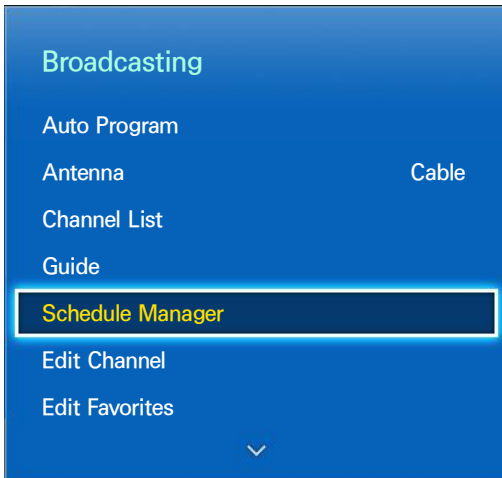 Broadcasting
Auto Program
Antenna Cable
Channel List
Guide
Schedule Manager
Edit Channel
Edit Favorites